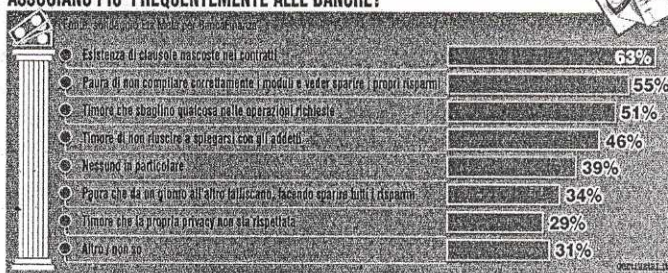 ASSOCIANO PIÙ FREQUENTEMENTE ALLE BANCHE?
Esistenza di clausole nascoste nei contratti 63%
Paura di non compilare correttamente i moduli e veder sparire i propri risparmi 55%
Timore che sbaglino qualcosa nelle operazioni richieste 51%
Timore di non riuscire a spiegarsi con gli addetti 46%
Nessuno in particolare 39%
Paura che da un giorno all'altro falliscano, facendo sparire tutti i risparmi 34%
Timore che la propria privacy non sia rispettata 29%
Altro / non so 31%